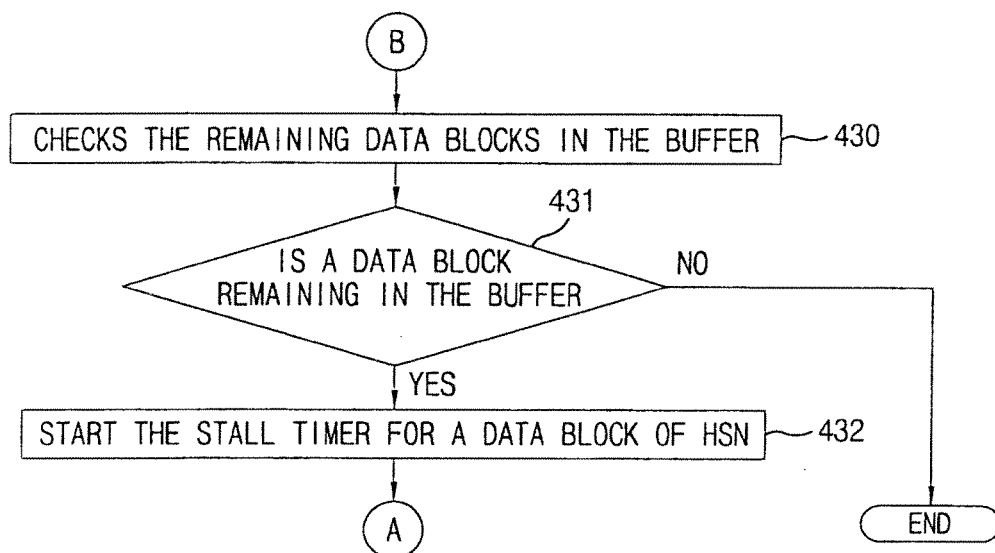 B
CHECKS THE REMAINING DATA BLOCKS IN THE BUFFER
430
431
IS A DATA BLOCK
REMAINING IN THE BUFFER
NO
YES
START THE STALL TIMER FOR A DATA BLOCK OF HSN
432
A
END